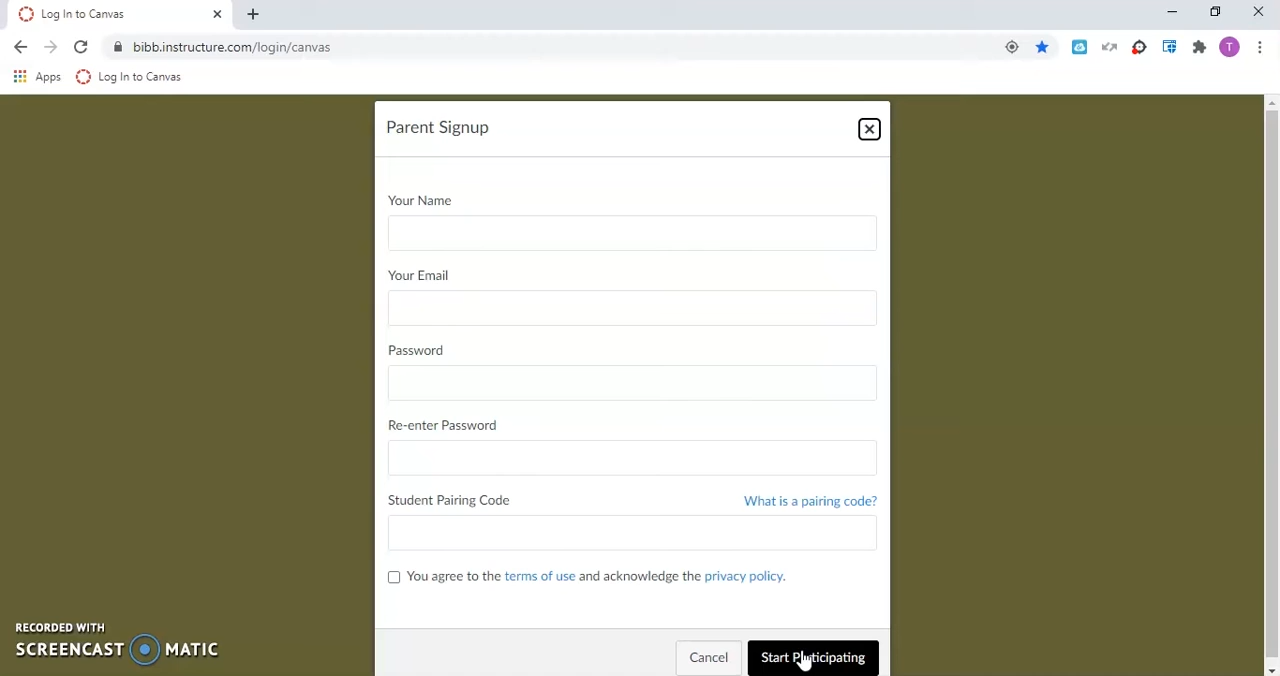 Log In to Canvas
bibb.instructure.com/login/canvas
T
Apps Log In to Canvas
Parent Signup
Your Name
Your Email
Password
Re-enter Password
Student Pairing Code What is a pairing code?
You agree to the terms of use and acknowledge the privacy policy.
Cancel Start Participating
RECORDED WITH
SCREENCAST MATIC